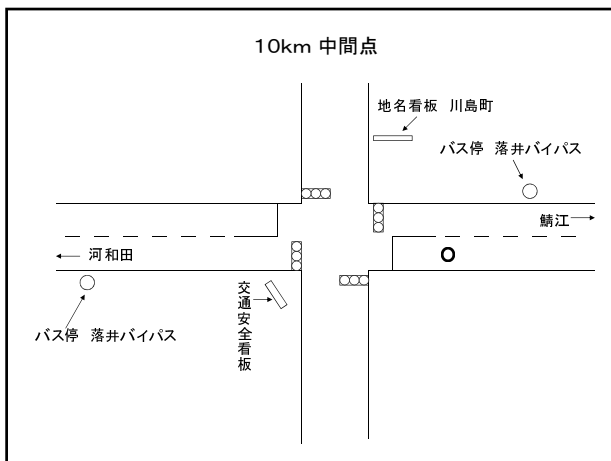 10km 中間点
地名看板 川島町
バス停 落井バイパス
鯖江
河和田
交通安全看板
バス停 落井バイパス